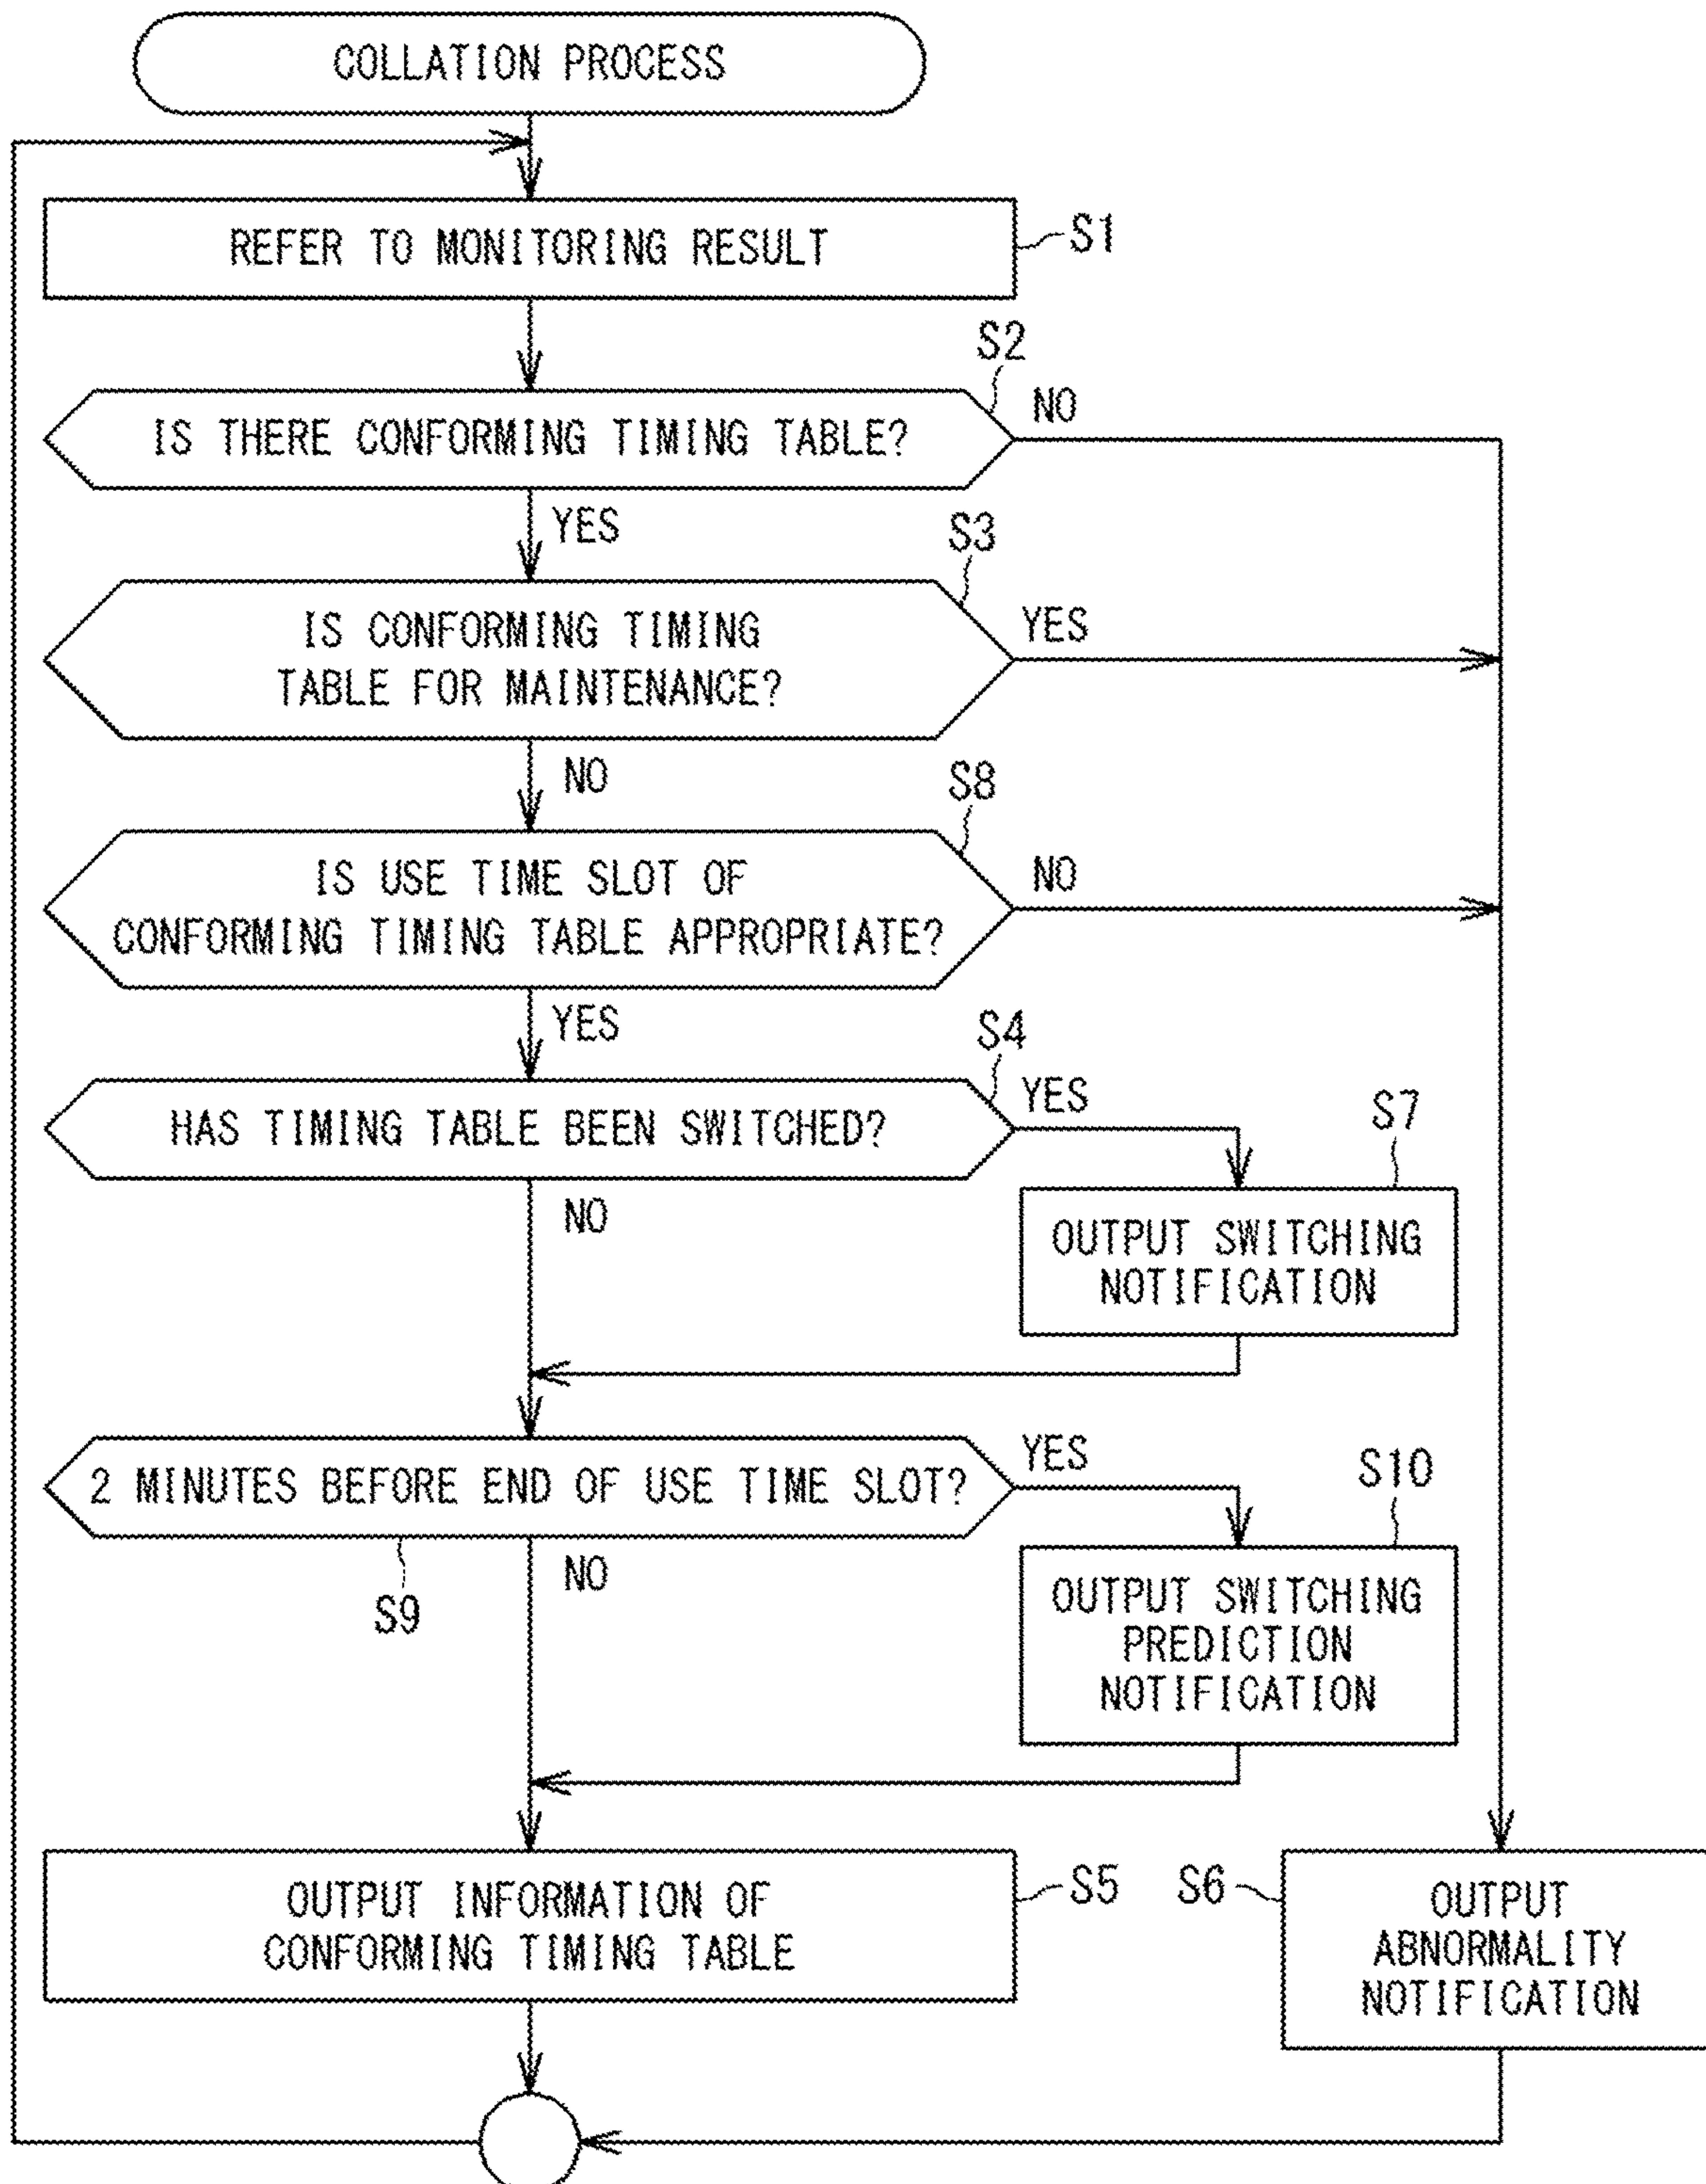 COLLATION PROCESS
REFER TO MONITORING RESULT
S1
S2
IS THERE CONFORMING TIMING TABLE?
NO
YES
S3
IS CONFORMING TIMING
TABLE FOR MAINTENANCE?
YES
NO
S8
IS USE TIME SLOT OF
CONFORMING TIMING TABLE APPROPRIATE?
NO
YES
S4
HAS TIMING TABLE BEEN SWITCHED?
YES
NO
S7
OUTPUT SWITCHING
NOTIFICATION
2 MINUTES BEFORE END OF USE TIME SLOT?
YES
S9
NO
S10
OUTPUT SWITCHING
PREDICTION
NOTIFICATION
OUTPUT INFORMATION OF
CONFORMING TIMING TABLE
S5
S6
OUTPUT
ABNORMALITY
NOTIFICATION